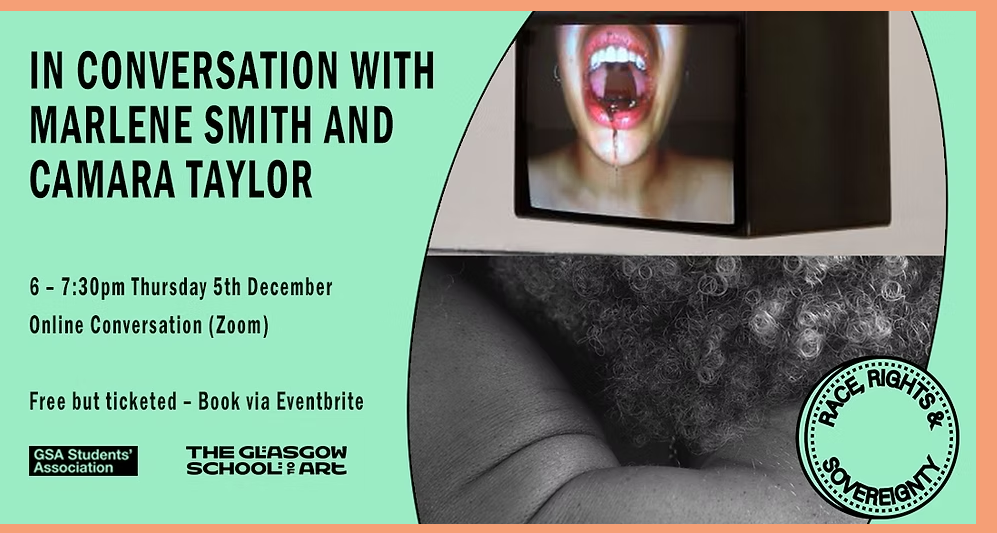 IN CONVERSATION WITH
MARLENE SMITH AND
CAMARA TAYLOR
6 – 7:30pm Thursday 5th December
Online Conversation (Zoom)
Free but ticketed – Book via Eventbrite
GSA Students'
Association
THE GLASGOW
SCHOOL OF ART
RACE, RIGHTS &
SOVEREIGNTY